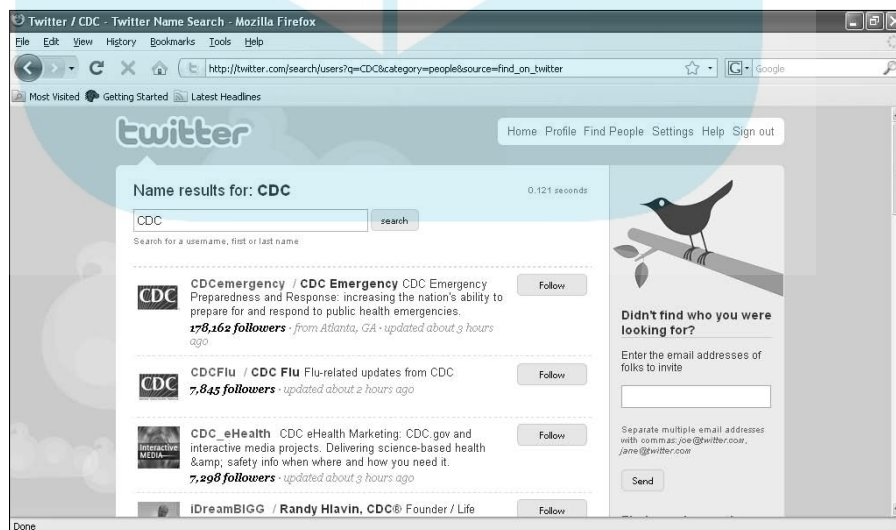 Twitter / CDC - Twitter Name Search - Mozilla Firefox
File Edit View History Bookmarks Tools Help
http://twitter.com/search/users?q=CDC&category=people&source=find_on_twitter
G Google
Most Visited Getting Started Latest Headlines
twitter
Home Profile Find People Settings Help Sign out
Name results for: CDC
0.121 seconds
CDC
search
Search for a username, first or last name
CDC
CDCemergency / CDC Emergency CDC Emergency
Preparedness and Response: increasing the nation's ability to
prepare for and respond to public health emergencies.
178,162 followers · from Atlanta, GA · updated about 3 hours
ago
Follow
CDC
CDCFlu / CDC Flu Flu-related updates from CDC
7,845 followers · updated about 2 hours ago
Follow
Interactive
MEDIA
CDC_eHealth CDC eHealth Marketing: CDC.gov and
interactive media projects. Delivering science-based health
&amp; safety info when where and how you need it.
7,298 followers · updated about 3 hours ago
Follow
iDreamBIGG / Randy Hlavin, CDC® Founder / Life
Follow
Didn't find who you were
looking for?
Enter the email addresses of
folks to invite
Separate multiple email addresses
with commas: joe@twitter.com,
jane@twitter.com
Send
Done